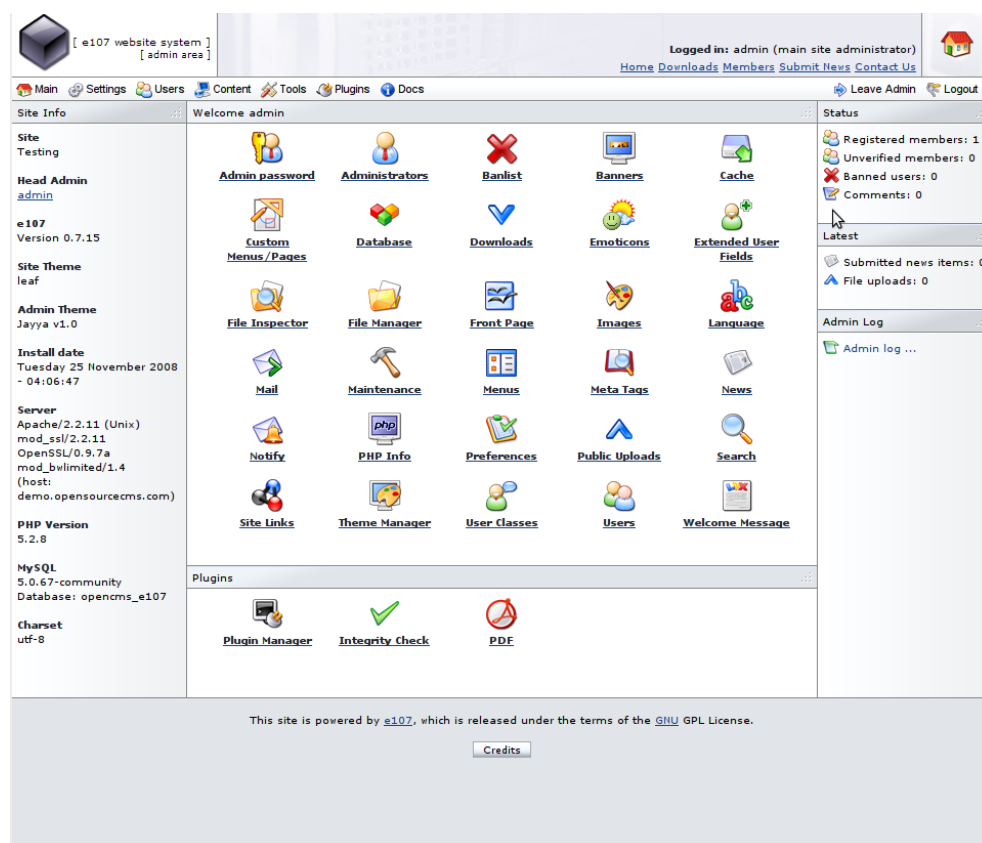 [ e107 website system ]
[ admin area ]
Logged in: admin (main site administrator)
Home Downloads Members Submit News Contact Us
Main Settings Users Content Tools Plugins Docs
Leave Admin Logout
Site Info
Site
Testing
Head Admin
admin
e107
Version 0.7.15
Site Theme
leaf
Admin Theme
Jayya v1.0
Install date
Tuesday 25 November 2008
- 04:06:47
Server
Apache/2.2.11 (Unix)
mod_ssl/2.2.11
OpenSSL/0.9.7a
mod_bwlimited/1.4
(host:
demo.opensourcecms.com)
PHP Version
5.2.8
MySQL
5.0.67-community
Database: opencms_e107
Charset
utf-8
Welcome admin
Admin password Administrators Banlist Banners Cache
Custom Menus/Pages Database Downloads Emoticons Extended User Fields
File Inspector File Manager Front Page Images abc Language
Mail Maintenance Menus Meta Tags News
Notify php PHP Info Preferences Public Uploads Search
Site Links Theme Manager User Classes Users Welcome Message
Plugins
Plugin Manager Integrity Check PDF
Status
Registered members: 1
Unverified members: 0
Banned users: 0
Comments: 0
Latest
Submitted news items: 0
File uploads: 0
Admin Log
Admin log ...
This site is powered by e107, which is released under the terms of the GNU GPL License.
Credits